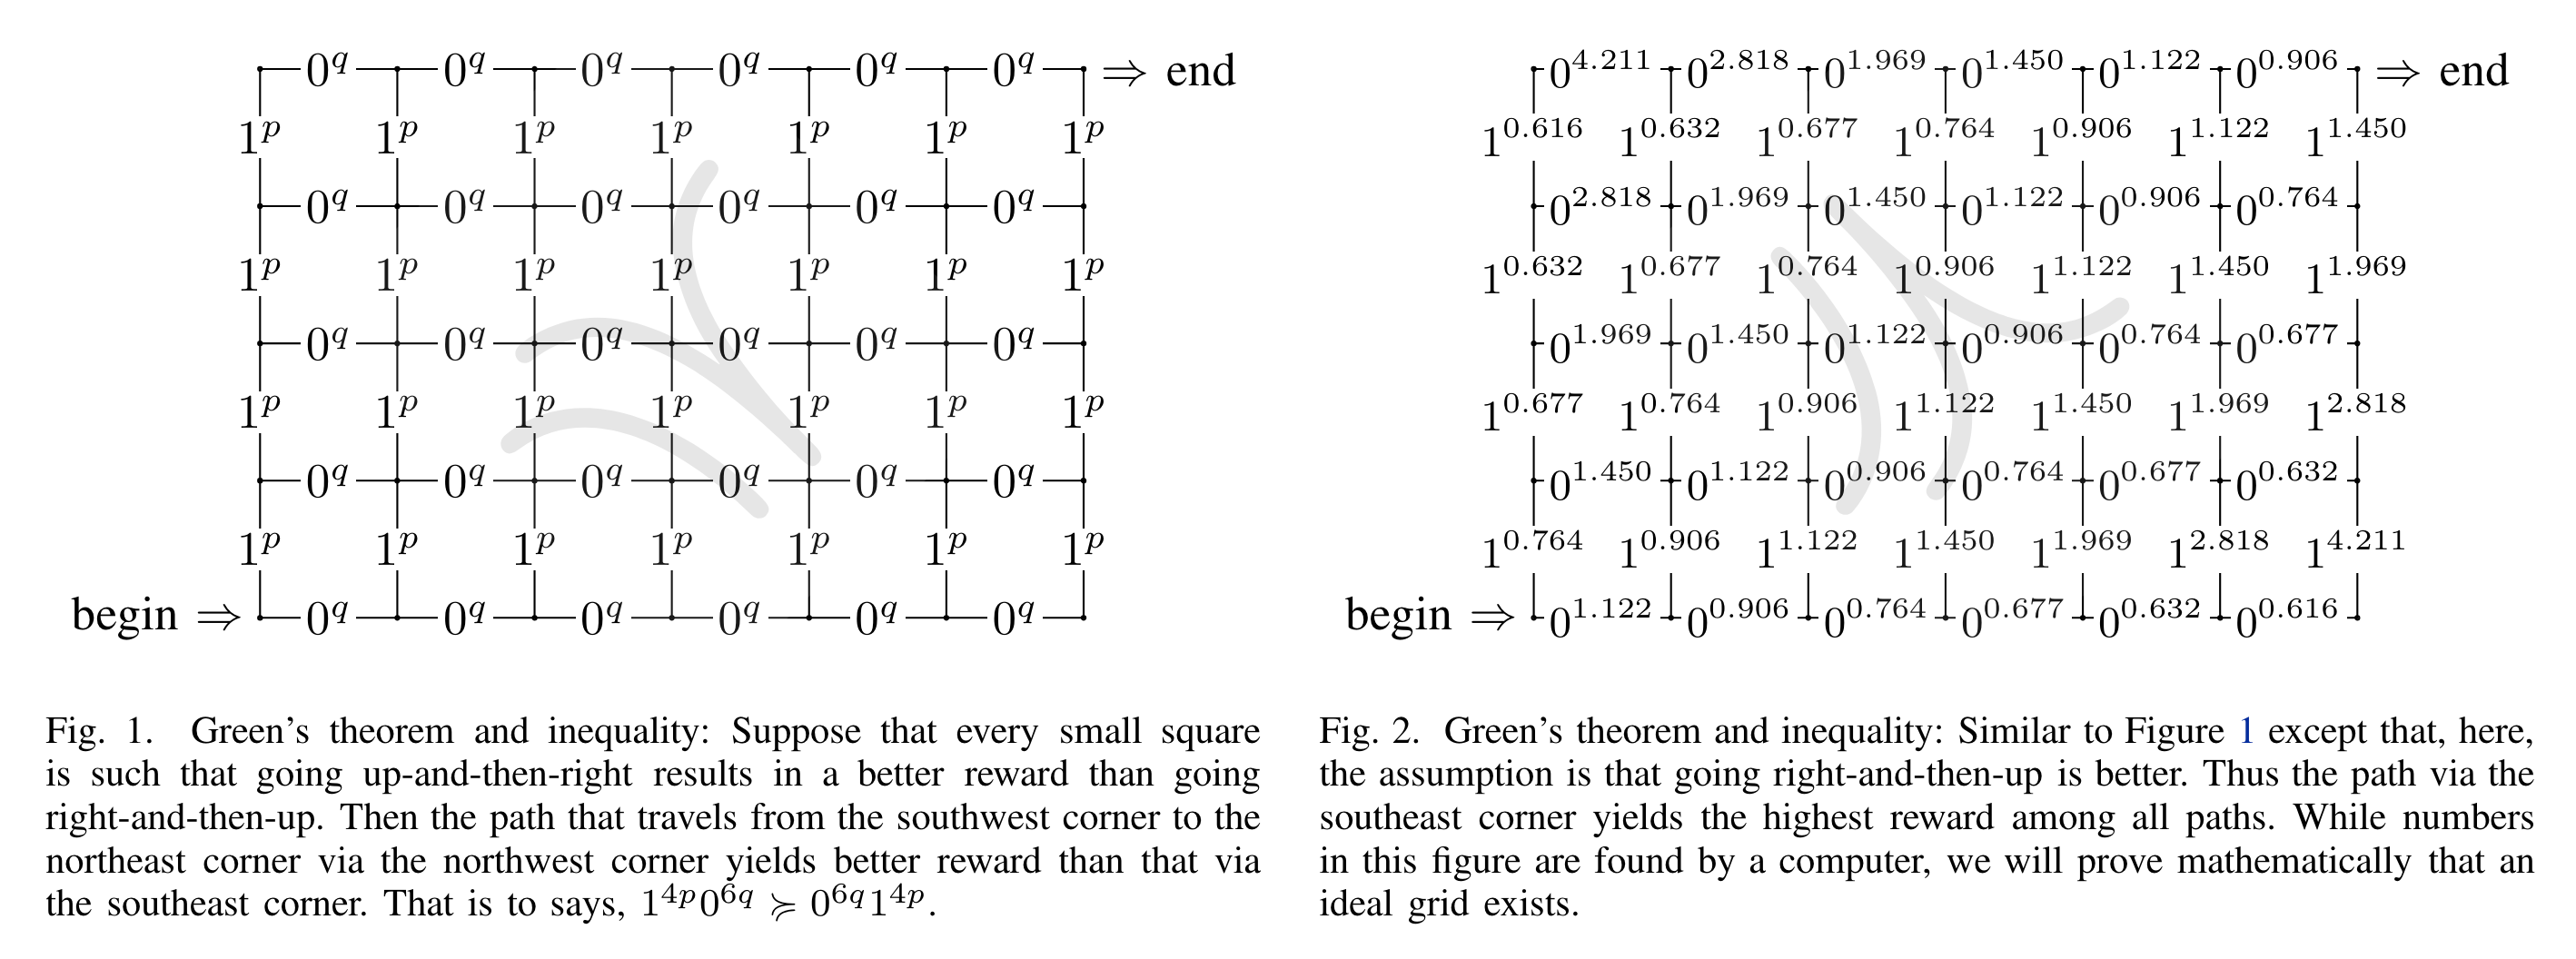 0^q 0^q 0^q 0^q 0^q 0^q ⇒ end
1^p 1^p 1^p 1^p 1^p 1^p 1^p
0^q 0^q 0^q 0^q 0^q 0^q
1^p 1^p 1^p 1^p 1^p 1^p 1^p
0^q 0^q 0^q 0^q 0^q 0^q
1^p 1^p 1^p 1^p 1^p 1^p 1^p
0^q 0^q 0^q 0^q 0^q 0^q
1^p 1^p 1^p 1^p 1^p 1^p 1^p
begin ⇒ 0^q 0^q 0^q 0^q 0^q 0^q
Fig. 1. Green's theorem and inequality: Suppose that every small square
is such that going up-and-then-right results in a better reward than going
right-and-then-up. Then the path that travels from the southwest corner to the
northeast corner via the northwest corner yields better reward than that via
the southeast corner. That is to says, 1^{4p}0^{6q} ≽ 0^{6q}1^{4p}.
0^{4.211} 0^{2.818} 0^{1.969} 0^{1.450} 0^{1.122} 0^{0.906} ⇒ end
1^{0.616} 1^{0.632} 1^{0.677} 1^{0.764} 1^{0.906} 1^{1.122} 1^{1.450}
0^{2.818} 0^{1.969} 0^{1.450} 0^{1.122} 0^{0.906} 0^{0.764}
1^{0.632} 1^{0.677} 1^{0.764} 1^{0.906} 1^{1.122} 1^{1.450} 1^{1.969}
0^{1.969} 0^{1.450} 0^{1.122} 0^{0.906} 0^{0.764} 0^{0.677}
1^{0.677} 1^{0.764} 1^{0.906} 1^{1.122} 1^{1.450} 1^{1.969} 1^{2.818}
0^{1.450} 0^{1.122} 0^{0.906} 0^{0.764} 0^{0.677} 0^{0.632}
1^{0.764} 1^{0.906} 1^{1.122} 1^{1.450} 1^{1.969} 1^{2.818} 1^{4.211}
begin ⇒ 0^{1.122} 0^{0.906} 0^{0.764} 0^{0.677} 0^{0.632} 0^{0.616}
Fig. 2. Green's theorem and inequality: Similar to Figure 1 except that, here,
the assumption is that going right-and-then-up is better. Thus the path via the
southeast corner yields the highest reward among all paths. While numbers
in this figure are found by a computer, we will prove mathematically that an
ideal grid exists.